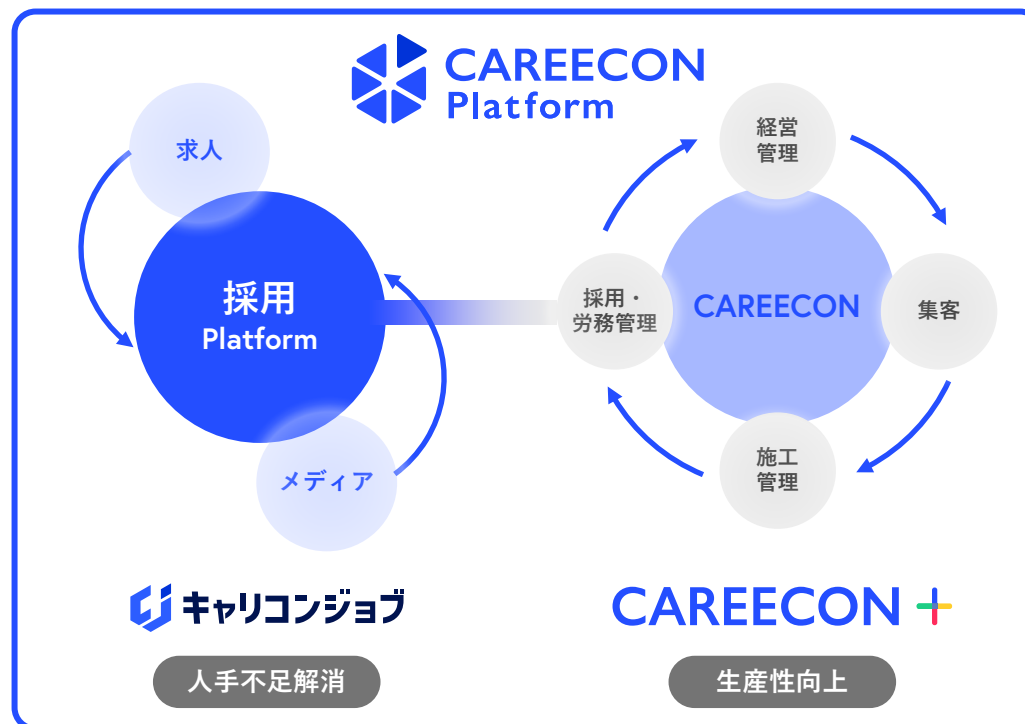 CAREECON
Platform
求人
採用
Platform
メディア
経営
管理
採用・
労務管理
CAREECON
集客
施工
管理
キャリコンジョブ
人手不足解消
CAREECON +
生産性向上